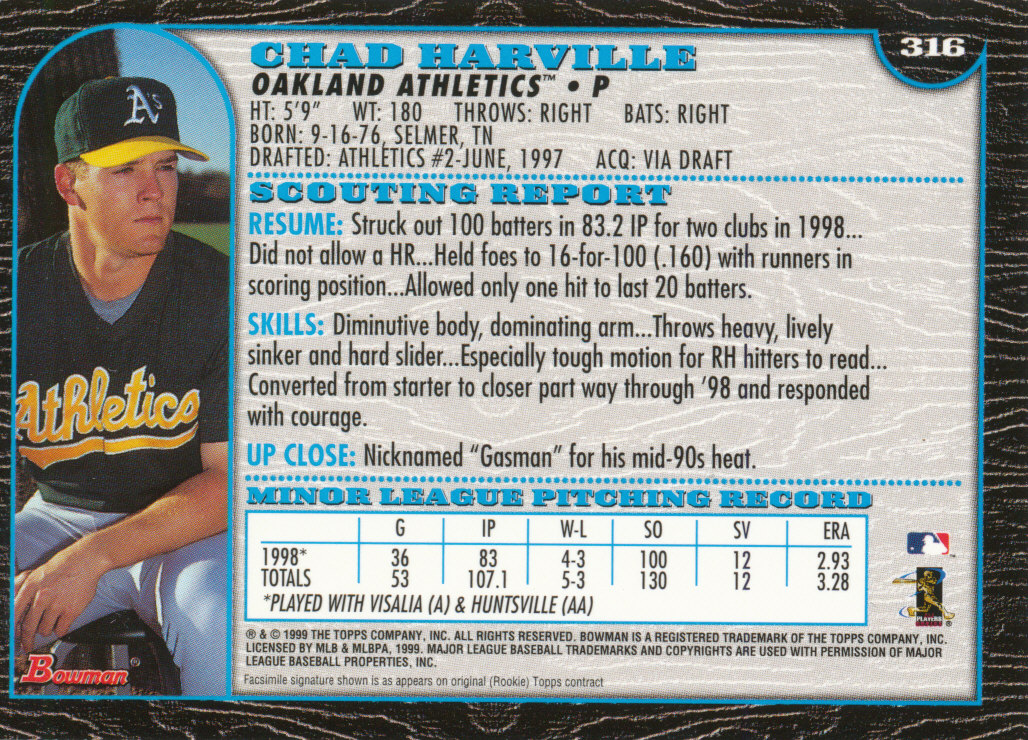 316
CHAD HARVILLE
OAKLAND ATHLETICS™ • P
HT: 5'9" WT: 180 THROWS: RIGHT BATS: RIGHT
BORN: 9-16-76, SELMER, TN
DRAFTED: ATHLETICS #2-JUNE, 1997 ACQ: VIA DRAFT
SCOUTING REPORT
RESUME: Struck out 100 batters in 83.2 IP for two clubs in 1998...
Did not allow a HR...Held foes to 16-for-100 (.160) with runners in
scoring position...Allowed only one hit to last 20 batters.
SKILLS: Diminutive body, dominating arm...Throws heavy, lively
sinker and hard slider...Especially tough motion for RH hitters to read...
Converted from starter to closer part way through '98 and responded
with courage.
UP CLOSE: Nicknamed "Gasman" for his mid-90s heat.
MINOR LEAGUE PITCHING RECORD
G IP W-L SO SV ERA
1998* 36 83 4-3 100 12 2.93
TOTALS 53 107.1 5-3 130 12 3.28
*PLAYED WITH VISALIA (A) & HUNTSVILLE (AA)
® & © 1999 THE TOPPS COMPANY, INC. ALL RIGHTS RESERVED. BOWMAN IS A REGISTERED TRADEMARK OF THE TOPPS COMPANY, INC.
LICENSED BY MLB & MLBPA, 1999. MAJOR LEAGUE BASEBALL TRADEMARKS AND COPYRIGHTS ARE USED WITH PERMISSION OF MAJOR
LEAGUE BASEBALL PROPERTIES, INC.
Facsimile signature shown is as appears on original (Rookie) Topps contract
A's
Athletics
Bowman®
PLAYERS